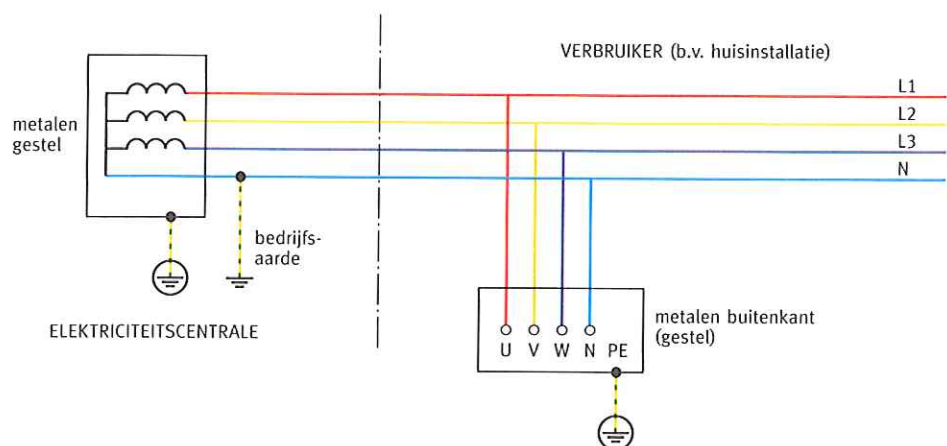 VERBRUIKER (b.v. huisinstallatie)
L1
L2
L3
N
metalen
gestel
bedrijfs-
aarde
ELEKTRICITEITSCENTRALE
metalen buitenkant
(gestel)
U V W N PE